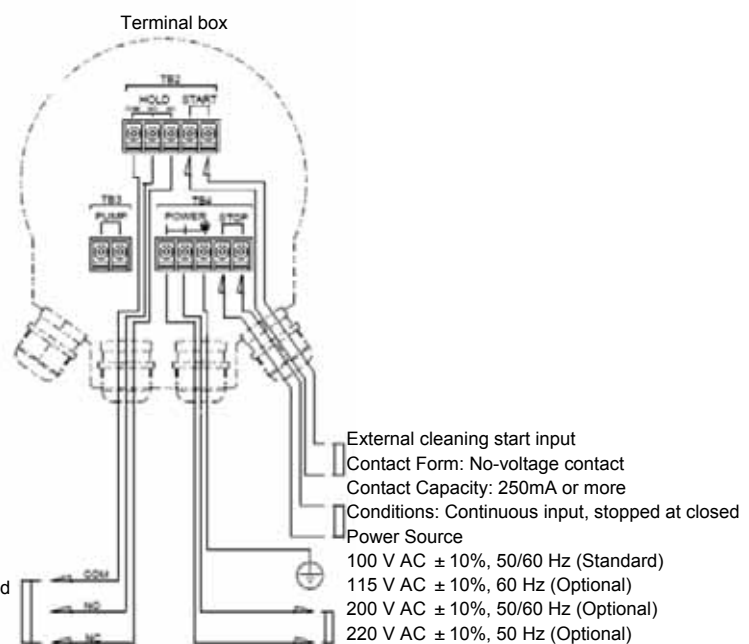 Terminal box
TB2
HOLD START
COM NO NC
TB3
TB4
PUMP
POWER STOP
External cleaning start input
Contact Form: No-voltage contact
Contact Capacity: 250mA or more
Conditions: Continuous input, stopped at closed
Power Source
100 V AC ± 10%, 50/60 Hz (Standard)
COM
115 V AC ± 10%, 60 Hz (Optional)
d
NO
200 V AC ± 10%, 50/60 Hz (Optional)
NC
220 V AC ± 10%, 50 Hz (Optional)